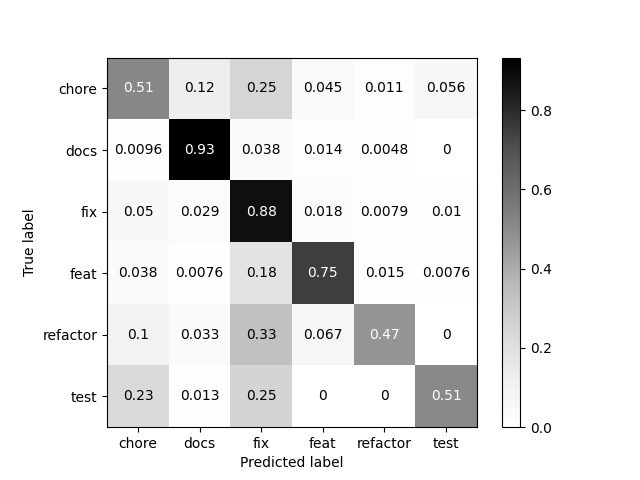 chore 0.51 0.12 0.25 0.045 0.011 0.056
0.8
docs 0.0096 0.93 0.038 0.014 0.0048 0
0.6
fix 0.05 0.029 0.88 0.018 0.0079 0.01
True label
feat 0.038 0.0076 0.18 0.75 0.015 0.0076
0.4
refactor 0.1 0.033 0.33 0.067 0.47 0
0.2
test 0.23 0.013 0.25 0 0 0.51
0.0
chore docs fix feat refactor test
Predicted label